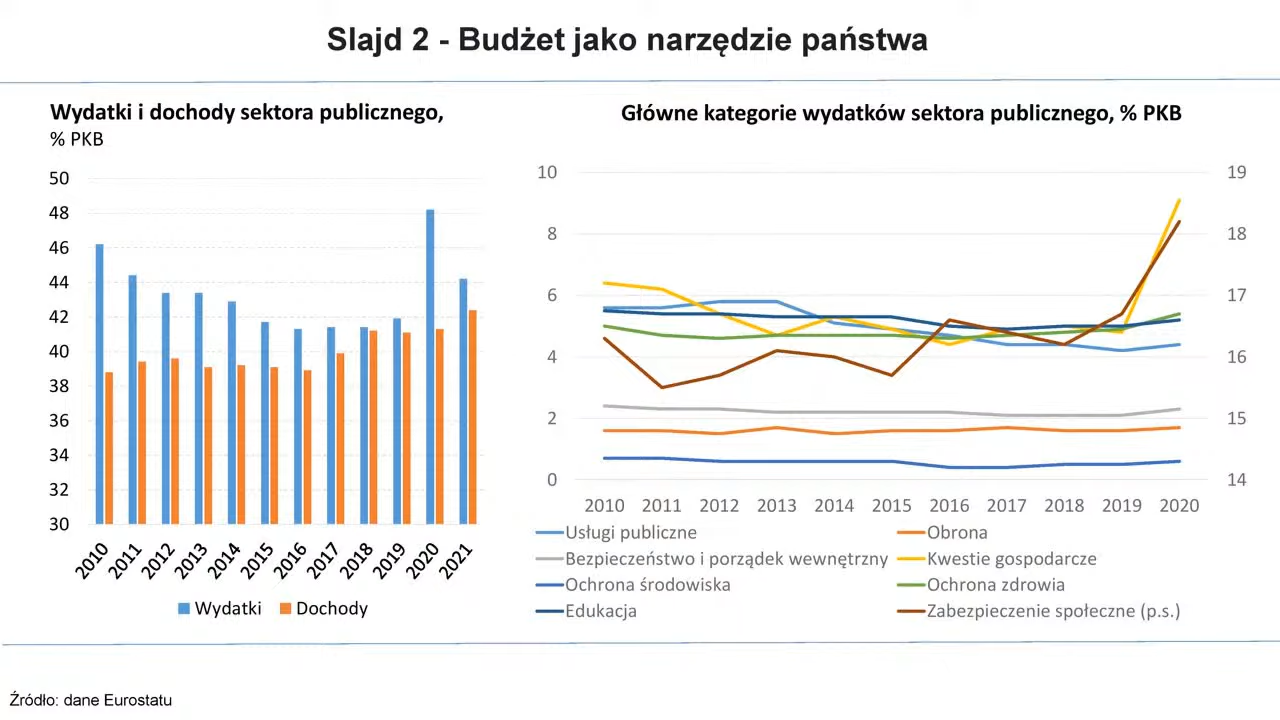 Slajd 2 - Budżet jako narzędzie państwa
Wydatki i dochody sektora publicznego,
% PKB
50
48
46
44
42
40
38
36
34
32
30
2010 2011 2012 2013 2014 2015 2016 2017 2018 2019 2020 2021
Wydatki Dochody
Główne kategorie wydatków sektora publicznego, % PKB
10 19
8 18
6 17
4 16
2 15
0 14
2010 2011 2012 2013 2014 2015 2016 2017 2018 2019 2020
Usługi publiczne Obrona
Bezpieczeństwo i porządek wewnętrzny Kwestie gospodarcze
Ochrona środowiska Ochrona zdrowia
Edukacja Zabezpieczenie społeczne (p.s.)
Źródło: dane Eurostatu